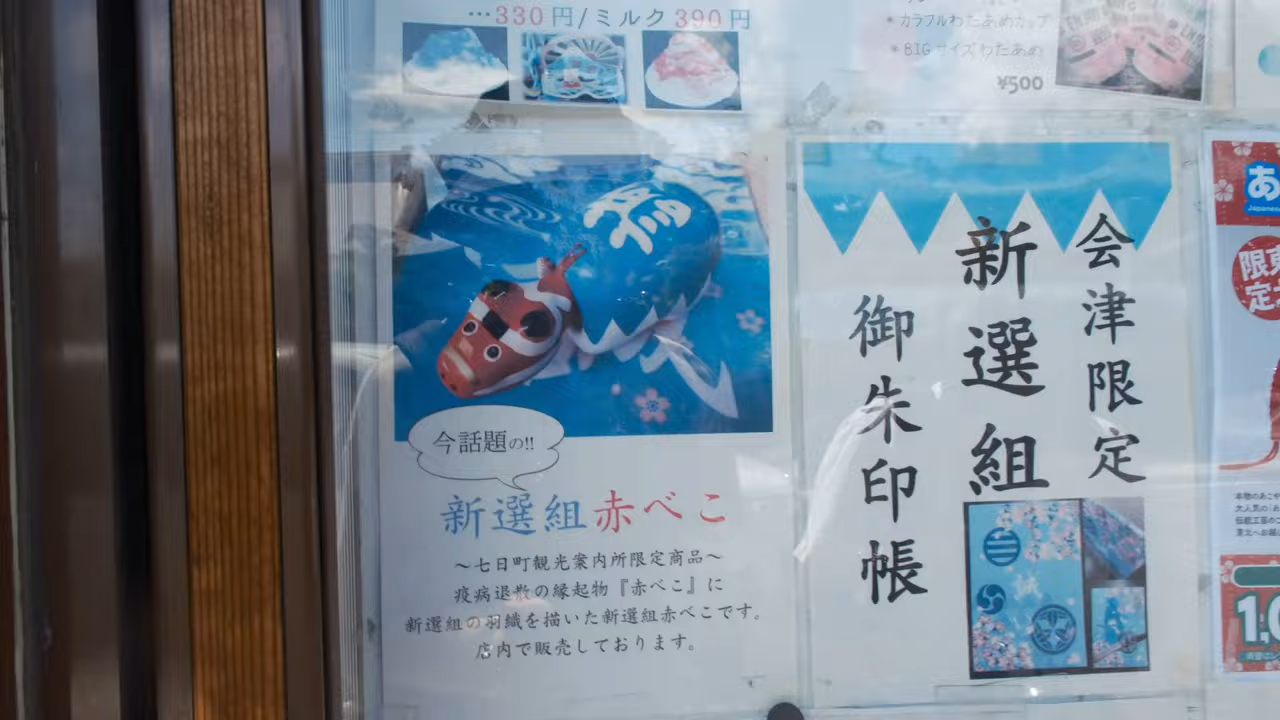 …330円/ミルク390円
*カラフルわたあめカップ
*BIGサイズわたあめ
¥500
今話題の!!
新選組赤べこ
~七日町観光案内所限定商品~
疫病退散の縁起物『赤べこ』に
新選組の羽織を描いた新選組赤べこです。
店内で販売しております。
会津限定
新選組
御朱印帳
あ
Japanese
限
定